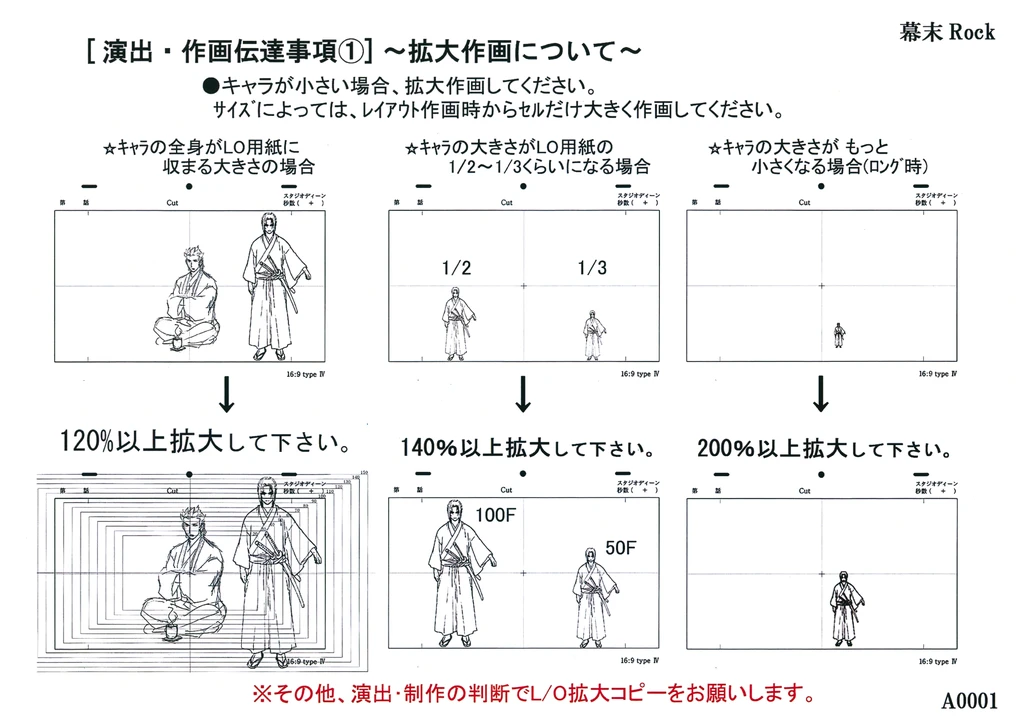 幕末 Rock
[ 演出・作画伝達事項①] ～拡大作画について～
●キャラが小さい場合、拡大作画してください。
ｻｲｽﾞによっては、ﾚｲｱｳﾄ作画時からｾﾙだけ大きく作画してください。
☆ｷｬﾗの全身がLO用紙に
収まる大きさの場合
☆ｷｬﾗの大きさがLO用紙の
1/2～1/3くらいになる場合
☆ｷｬﾗの大きさが もっと
小さくなる場合(ﾛﾝｸﾞ時)
第 話 Cut スタジオディーン
秒数( + )
16:9 type Ⅳ
第 話 Cut スタジオディーン
秒数( + )
1/2 1/3
16:9 type Ⅳ
第 話 Cut スタジオディーン
秒数( + )
16:9 type Ⅳ
↓ ↓ ↓
120%以上拡大して下さい。
140%以上拡大して下さい。
200%以上拡大して下さい。
第 話 Cut スタジオディーン
秒数( + )
150
140
130
120
110
100
90
80
16:9 type Ⅳ
第 話 Cut スタジオディーン
秒数( + )
100F
50F
16:9 type Ⅳ
第 話 Cut スタジオディーン
秒数( + )
16:9 type Ⅳ
※その他、演出・制作の判断でL/O拡大コピーをお願いします。
A0001